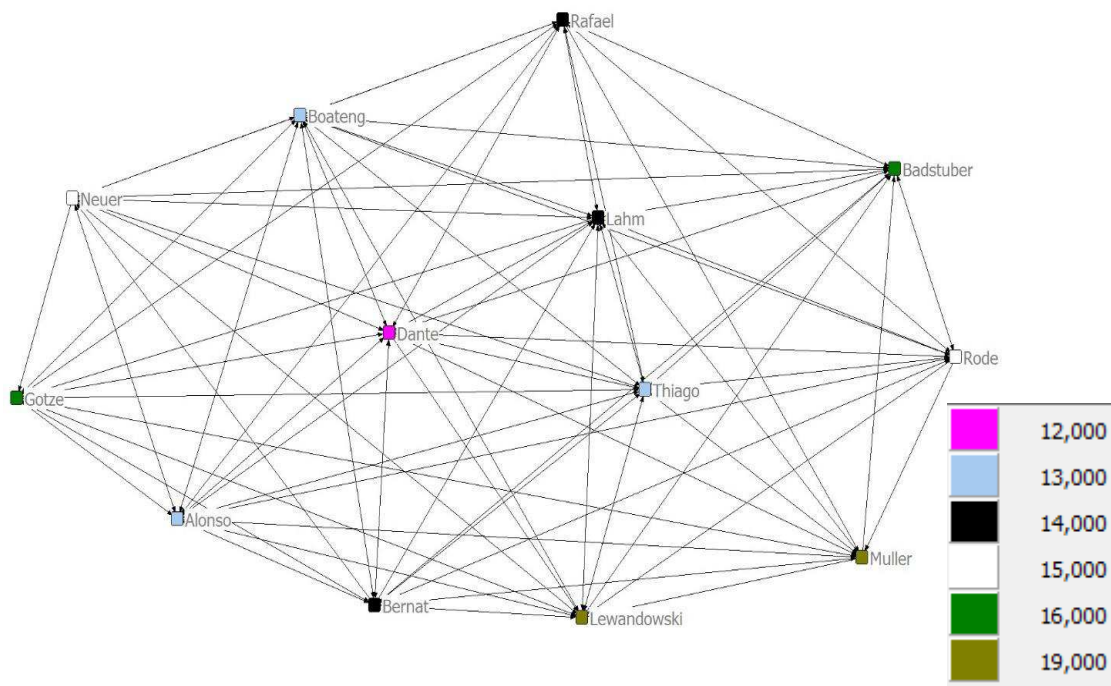 Rafael
Boateng
Badstuber
Neuer
Lahm
Dante
Rode
Thiago
Gotze
Alonso
Muller
Bernat
Lewandowski
12,000
13,000
14,000
15,000
16,000
19,000